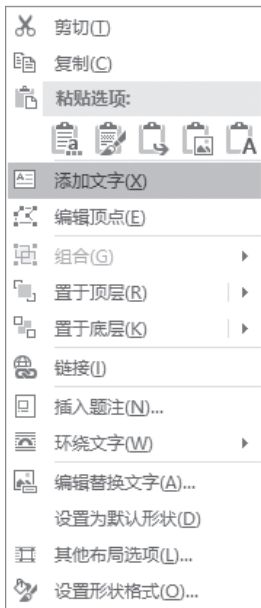 剪切(T)
复制(C)
粘贴选项:
添加文字(X)
编辑顶点(E)
组合(G)
置于顶层(R)
置于底层(K)
链接(I)
插入题注(N)...
环绕文字(W)
编辑替换文字(A)...
设置为默认形状(D)
其他布局选项(L)...
设置形状格式(O)...